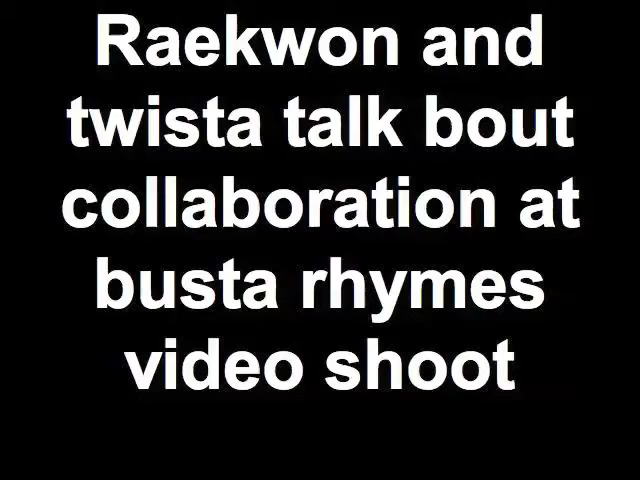 Raekwon and
twista talk bout
collaboration at
busta rhymes
video shoot